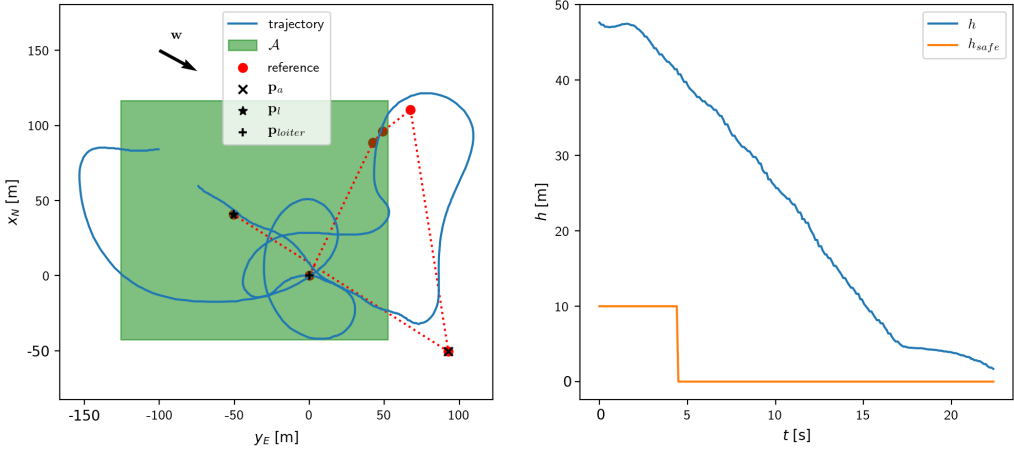 150
100
50
0
-50
-150
-100
-50
0
50
100
y_E [m]
x_N [m]
w
trajectory
𝒜
reference
p_a
p_l
p_loiter
50
40
30
20
10
0
0
5
10
15
20
t [s]
h [m]
h
h_safe